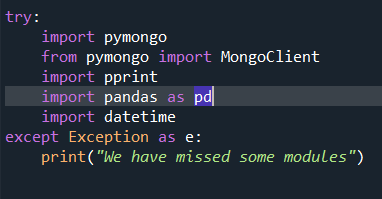 try:
    import pymongo
    from pymongo import MongoClient
    import pprint
    import pandas as pd
    import datetime
except Exception as e:
    print("We have missed some modules")